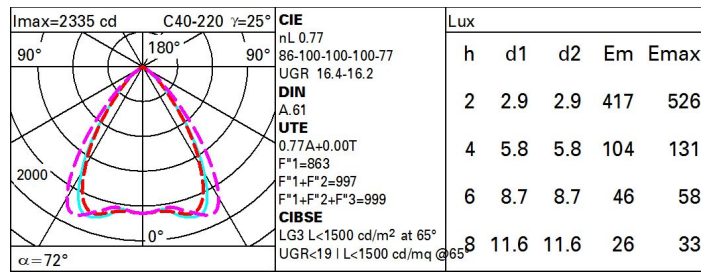 Imax=2335 cd C40-220 γ=25°
90° 180° 90°
2000
0°
α=72°
CIE
nL 0.77
86-100-100-100-77
UGR 16.4-16.2
DIN
A.61
UTE
0.77A+0.00T
F"1=863
F"1+F"2=997
F"1+F"2+F"3=999
CIBSE
LG3 L<1500 cd/m² at 65°
UGR<19 | L<1500 cd/mq @65°
Lux
h d1 d2 Em Emax
2 2.9 2.9 417 526
4 5.8 5.8 104 131
6 8.7 8.7 46 58
8 11.6 11.6 26 33